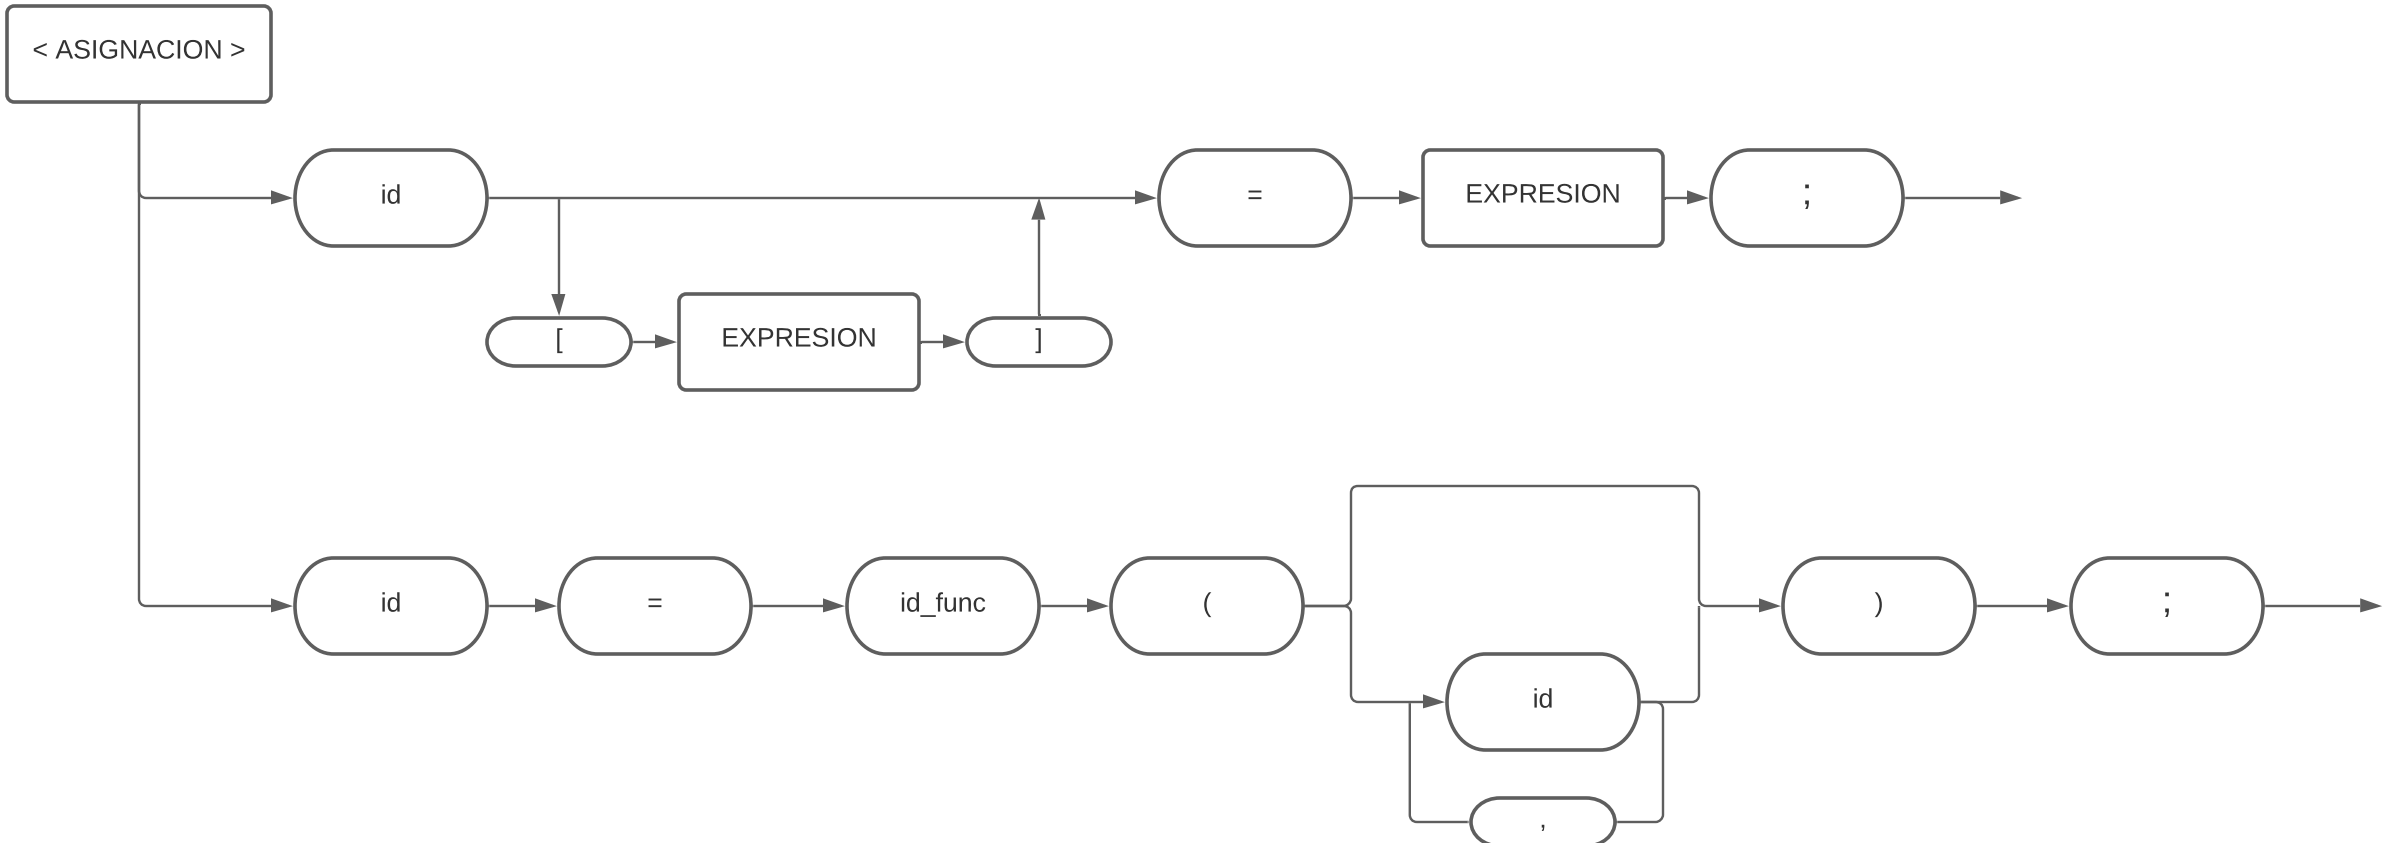 < ASIGNACION >
id
=
EXPRESION
;
[
EXPRESION
]
id
=
id_func
(
)
;
id
,